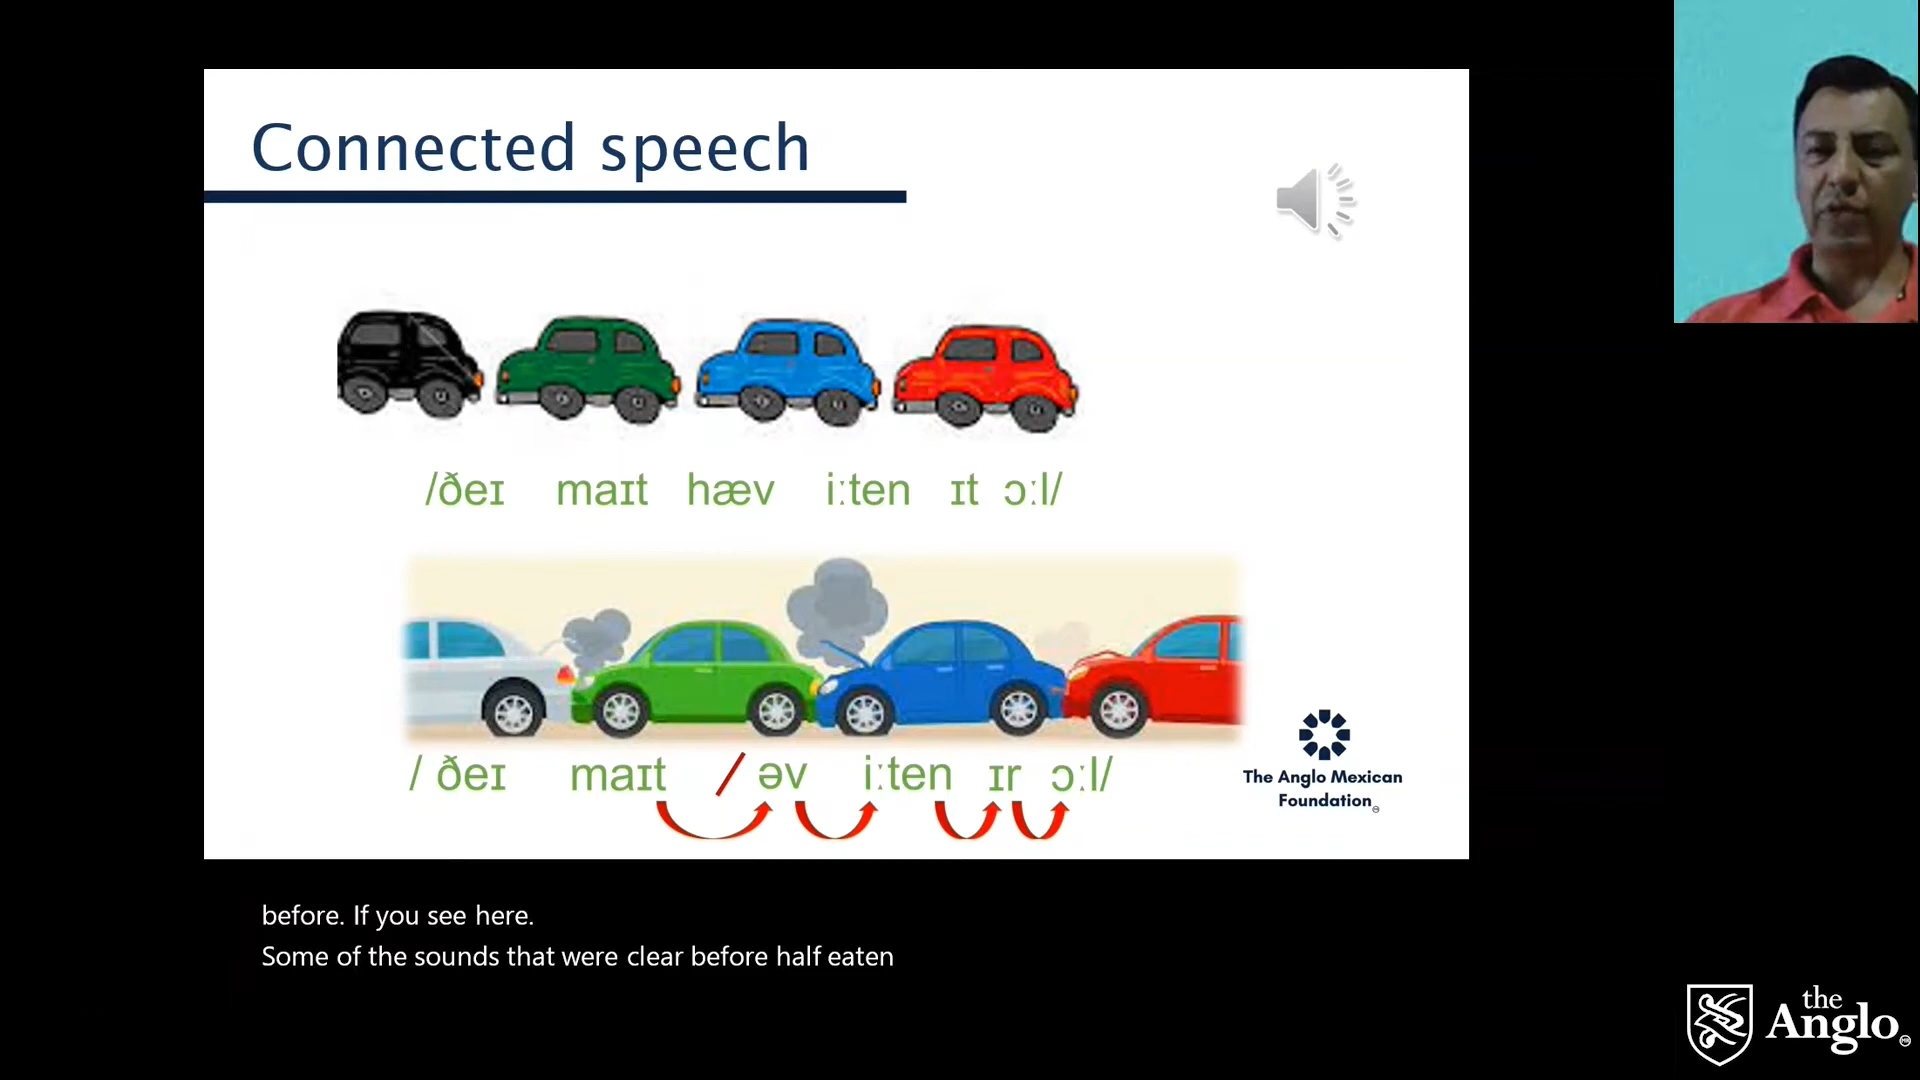 Connected speech
/ðeɪ maɪt hæv iːten ɪt ɔːl/
/ ðeɪ maɪt / əv iːten ɪr ɔːl/
The Anglo Mexican
Foundation
before. If you see here.
Some of the sounds that were clear before half eaten
the
Anglo